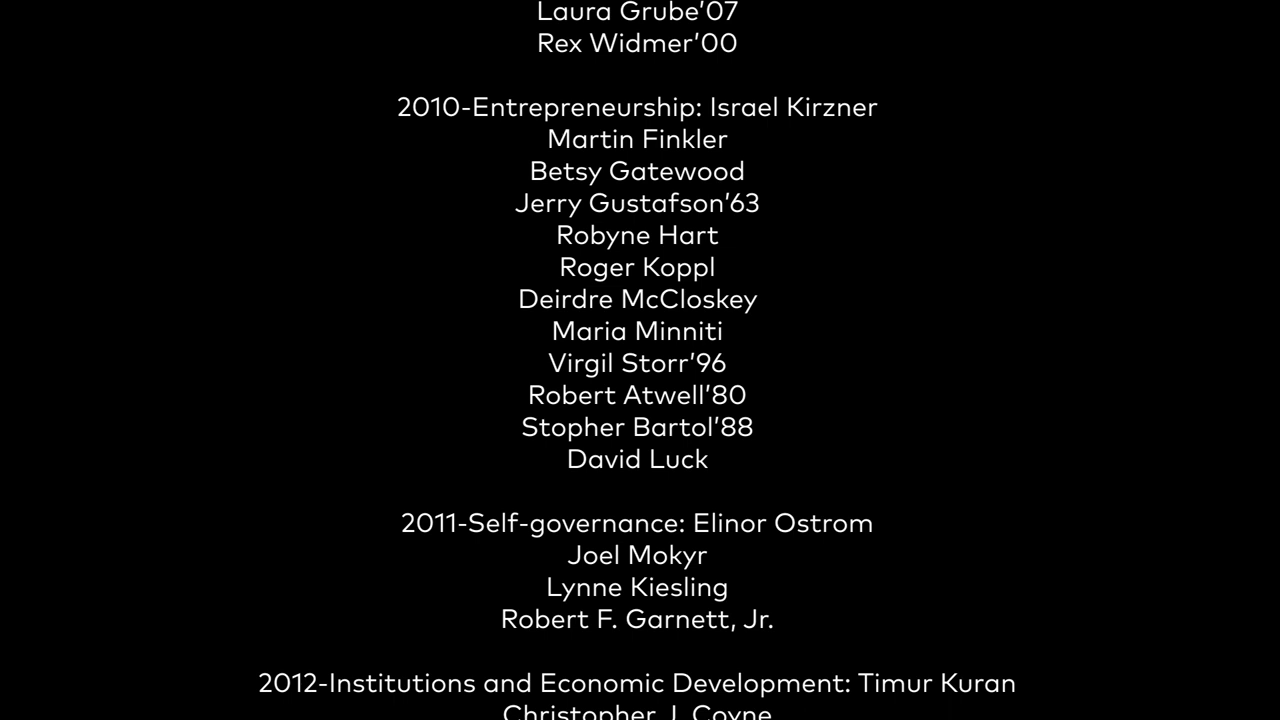 Laura Grube’07
Rex Widmer’00
2010-Entrepreneurship: Israel Kirzner
Martin Finkler
Betsy Gatewood
Jerry Gustafson’63
Robyne Hart
Roger Koppl
Deirdre McCloskey
Maria Minniti
Virgil Storr’96
Robert Atwell’80
Stopher Bartol’88
David Luck
2011-Self-governance: Elinor Ostrom
Joel Mokyr
Lynne Kiesling
Robert F. Garnett, Jr.
2012-Institutions and Economic Development: Timur Kuran
Christopher J. Coyne